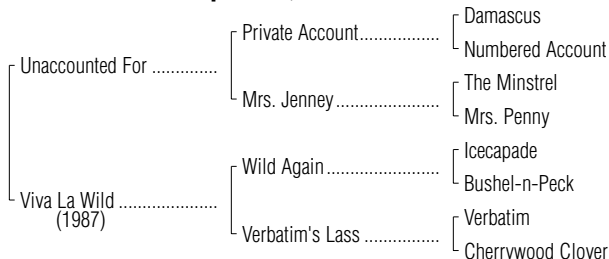 Damascus
Private Account..................
Numbered Account
Unaccounted For ..............
The Minstrel
Mrs. Jenney.......................
Mrs. Penny
Icecapade
Wild Again.........................
Bushel-n-Peck
Viva La Wild .....................
(1987)
Verbatim
Verbatim's Lass .................
Cherrywood Clover